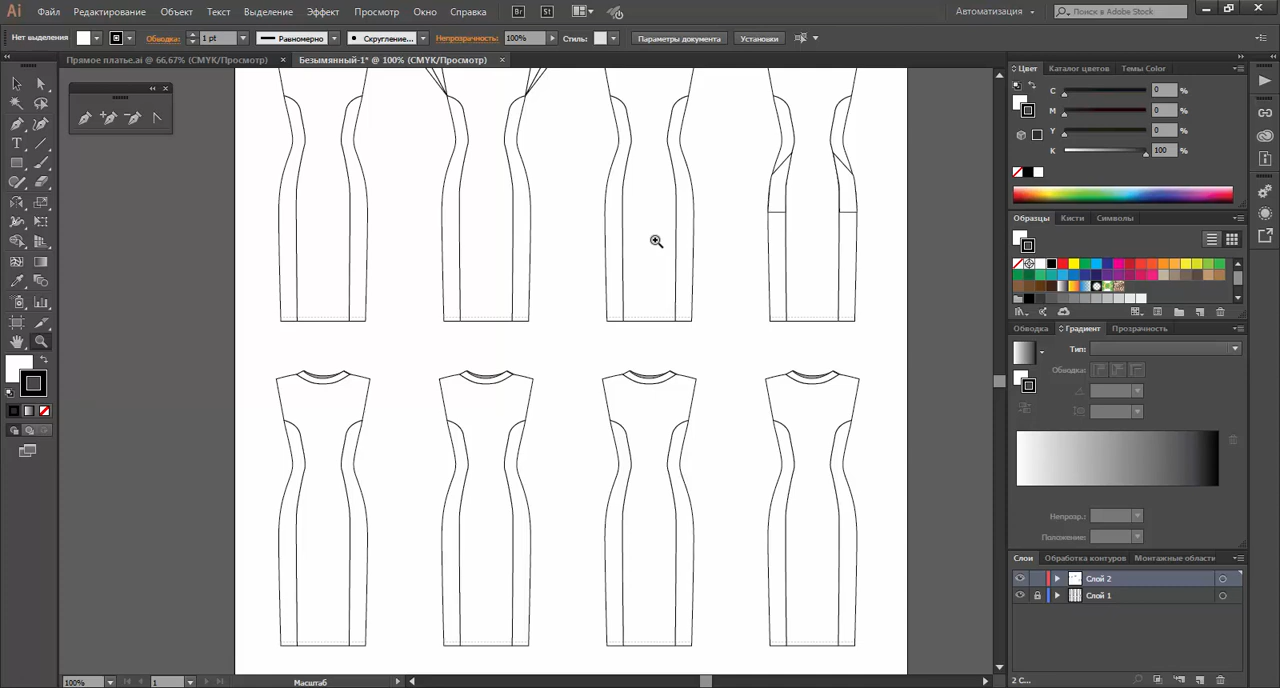 Ai Файл Редактирование Объект Текст Выделение Эффект Просмотр Окно Справка Br St Автоматизация Поиск в Adobe Stock
Нет выделения Обводка: 1 pt Равномерно Скругление... Непрозрачность: 100% Стиль: Параметры документа Установки
Прямое платье.ai @ 66,67% (CMYK/Просмотр) × Безымянный-1* @ 100% (CMYK/Просмотр) ×
Цвет Каталог цветов Темы Color
C 0 %
M 0 %
Y 0 %
K 100 %
Образцы Кисти Символы
Обводка Градиент Прозрачность
Тип:
Обводка:
Непрозр.:
Положение:
Слои Обработка контуров Монтажные области
Слой 2
Слой 1
100% 1 Масштаб 2 С...